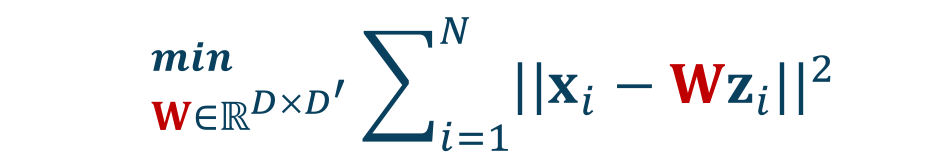 min W∈ℝ^{D×D′} ∑_{i=1}^{N} ||x_i − Wz_i||^2